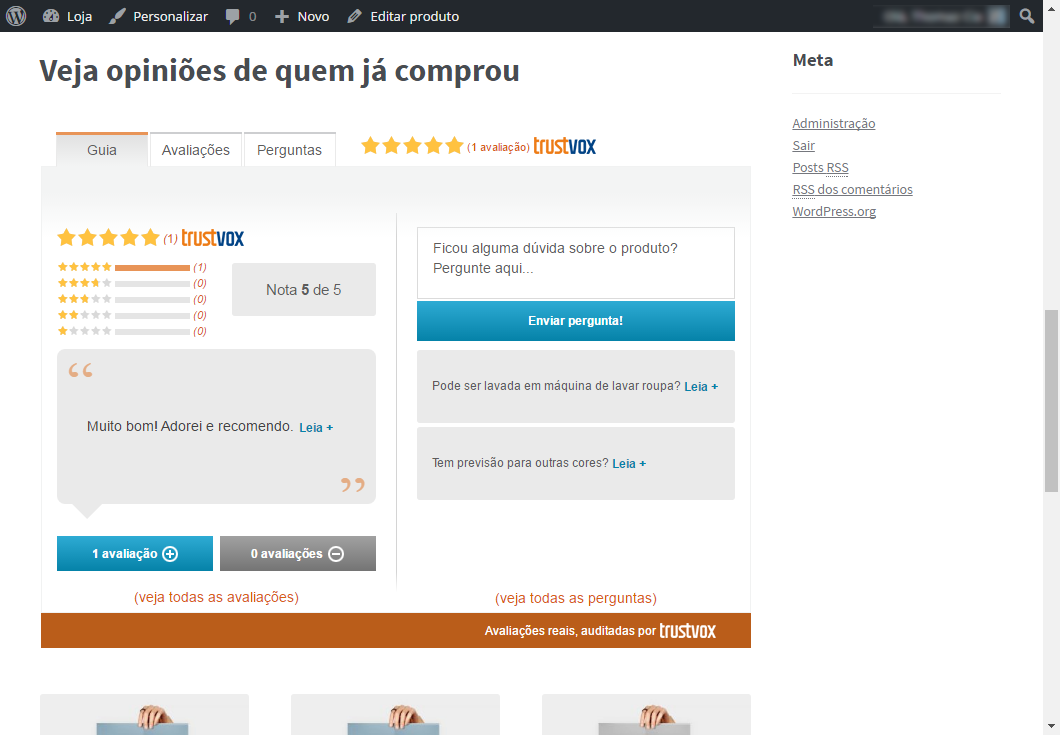 Loja Personalizar 0 Novo Editar produto
Veja opiniões de quem já comprou
Guia Avaliações Perguntas (1 avaliação) trustvox
(1) trustvox
(1)
(0)
(0)
(0)
(0)
Nota 5 de 5
“
Muito bom! Adorei e recomendo. Leia +
”
1 avaliação
0 avaliações
(veja todas as avaliações)
Ficou alguma dúvida sobre o produto?
Pergunte aqui...
Enviar pergunta!
Pode ser lavada em máquina de lavar roupa? Leia +
Tem previsão para outras cores? Leia +
(veja todas as perguntas)
Avaliações reais, auditadas por trustvox
Meta
Administração
Sair
Posts RSS
RSS dos comentários
WordPress.org